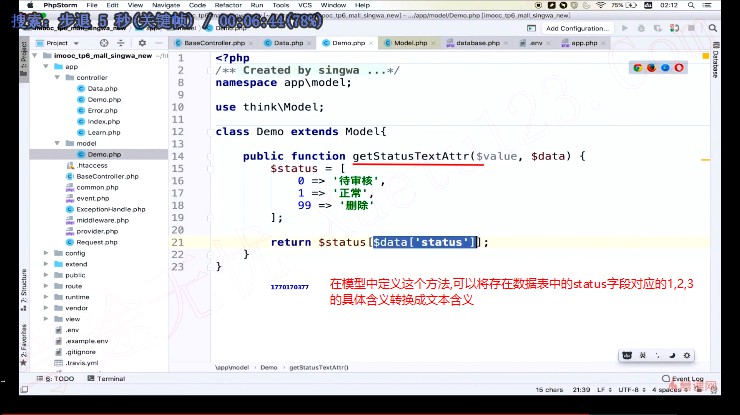 PhpStorm File Edit View Navigate Code Refactor Run Tools VCS Window Help 75% 02:12
搜索: 步退 5 秒(关键帧) 00:06:44(78%)
.../app/model/Demo.php [imooc_tp6_mall_singwa_new]
Add Configuration...
Project
BaseController.php Data.php Demo.php Model.php database.php .env app.php
1: Project
Database
imooc_tp6_mall_singwa_new
app
controller
Data.php
Demo.php
Error.php
Index.php
Learn.php
model
Demo.php
.htaccess
BaseController.php
common.php
event.php
ExceptionHandle.php
middleware.php
provider.php
Request.php
config
extend
public
route
runtime
vendor
view
.env
.example.env
.gitignore
.travis.yml
7: Structure
2: Favorites
1 <?php
2 /** Created by singwa ...*/
8 namespace app\model;
9
10 use think\Model;
11
12 class Demo extends Model{
13
14 public function getStatusTextAttr($value, $data) {
15 $status = [
16 0 => '待审核',
17 1 => '正常',
18 99 => '删除'
19 ];
20
21 return $status[$data['status']];
22 }
23 }
1770170377
在模型中定义这个方法,可以将存在数据表中的status字段对应的1,2,3
的具体含义转换成文本含义
英
\app\model Demo getStatusTextAttr()
6: TODO Terminal Event Log
15 chars 21:39 LF UTF-8 4 spaces